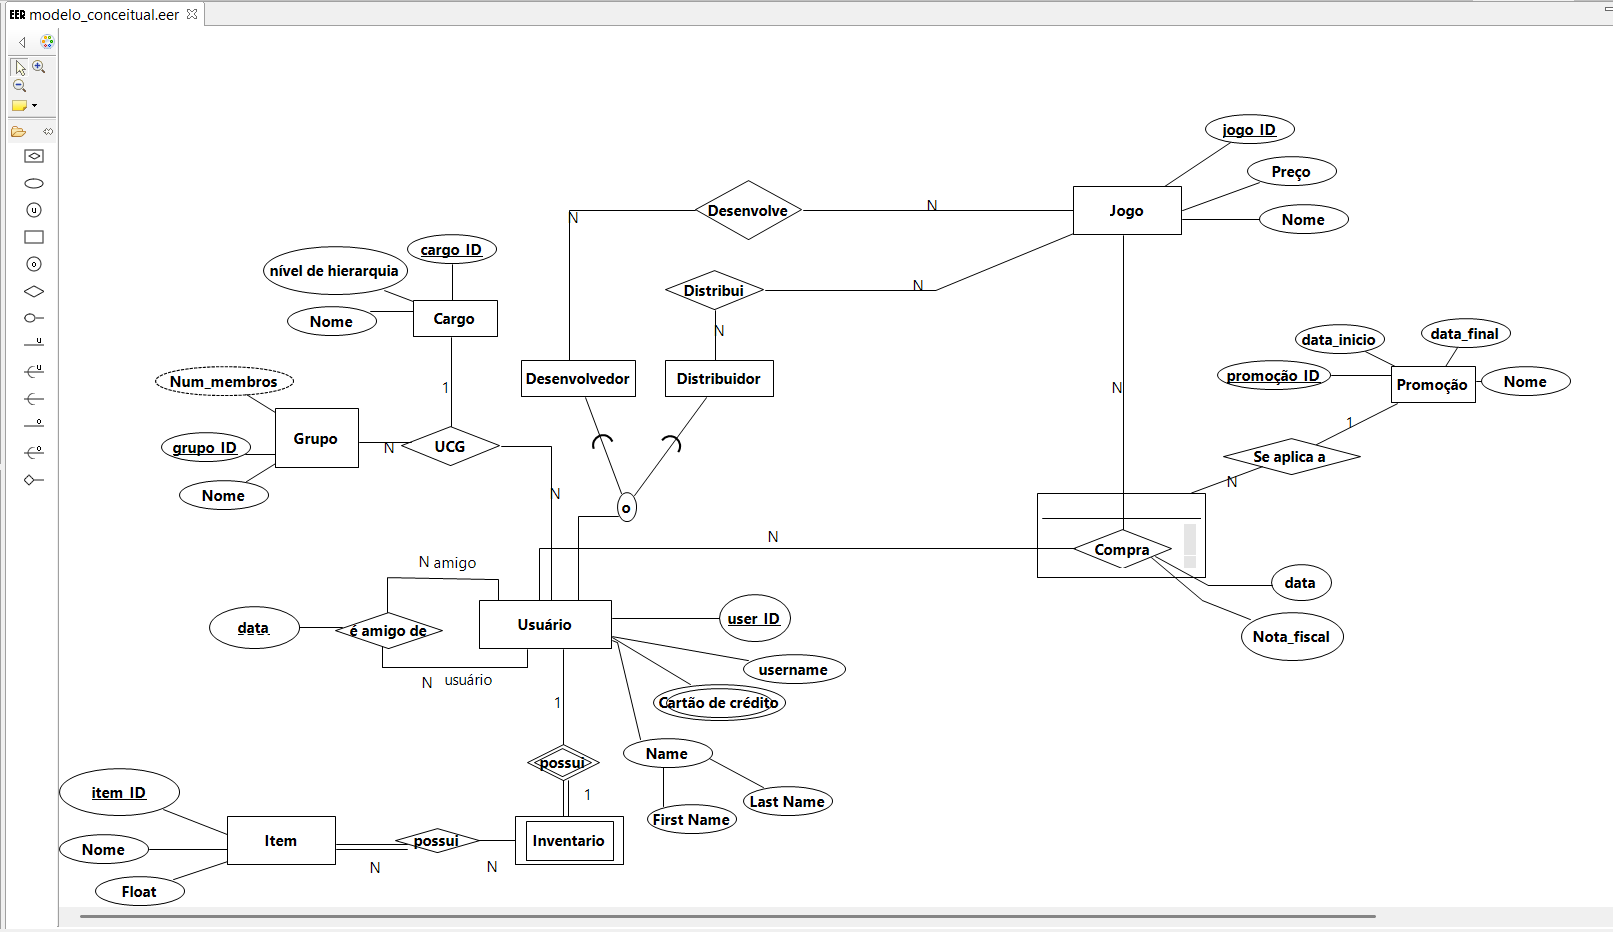 EER modelo_conceitual.eer
jogo_ID
Preço
Desenvolve
N
N
Jogo
Nome
cargo_ID
nível de hierarquia
Distribui
N
Nome
Cargo
N
data_inicio
data_final
Desenvolvedor
Distribuidor
promoção_ID
Promoção
Nome
Num_membros
1
N
1
Grupo
grupo_ID
N
UCG
Se aplica a
N
Nome
N
o
N
Compra
N amigo
data
data
é amigo de
Usuário
user_ID
Nota_fiscal
username
N usuário
1
Cartão de crédito
Name
possui
item_ID
1
Last Name
First Name
Item
possui
Inventario
Nome
N
N
Float
u
o
u
u
o
o